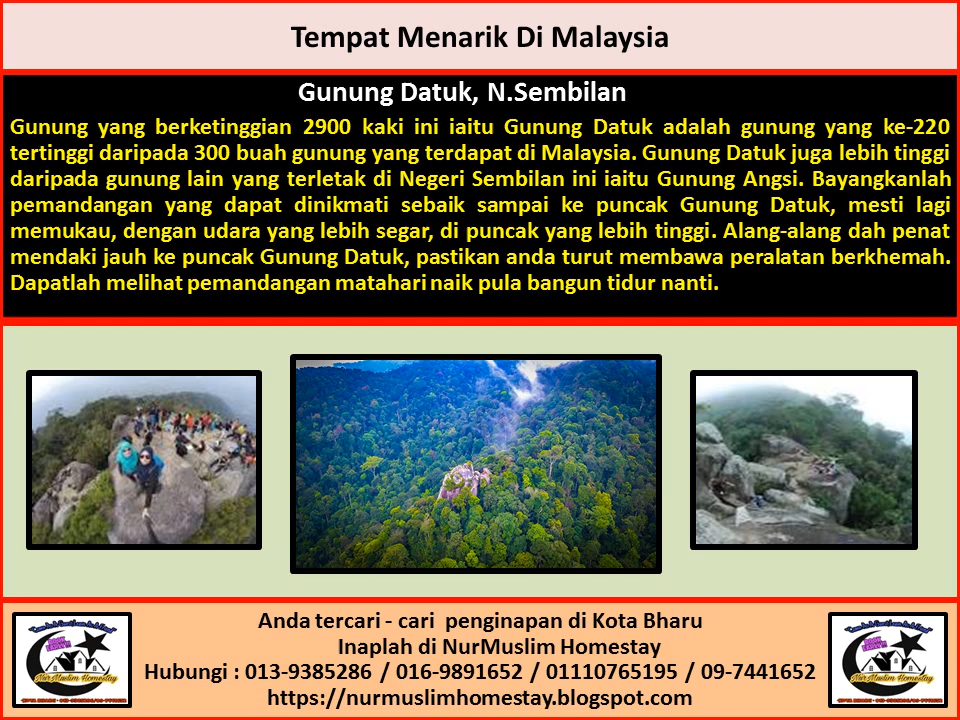 Tempat Menarik Di Malaysia
Gunung Datuk, N.Sembilan
Gunung yang berketinggian 2900 kaki ini iaitu Gunung Datuk adalah gunung yang ke-220
tertinggi daripada 300 buah gunung yang terdapat di Malaysia. Gunung Datuk juga lebih tinggi
daripada gunung lain yang terletak di Negeri Sembilan ini iaitu Gunung Angsi. Bayangkanlah
pemandangan yang dapat dinikmati sebaik sampai ke puncak Gunung Datuk, mesti lagi
memukau, dengan udara yang lebih segar, di puncak yang lebih tinggi. Alang-alang dah penat
mendaki jauh ke puncak Gunung Datuk, pastikan anda turut membawa peralatan berkhemah.
Dapatlah melihat pemandangan matahari naik pula bangun tidur nanti.
Anda tercari - cari penginapan di Kota Bharu
Inaplah di NurMuslim Homestay
Hubungi : 013-9385286 / 016-9891652 / 01110765195 / 09-7441652
https://nurmuslimhomestay.blogspot.com
NurMuslim Homestay
NurMuslim Homestay